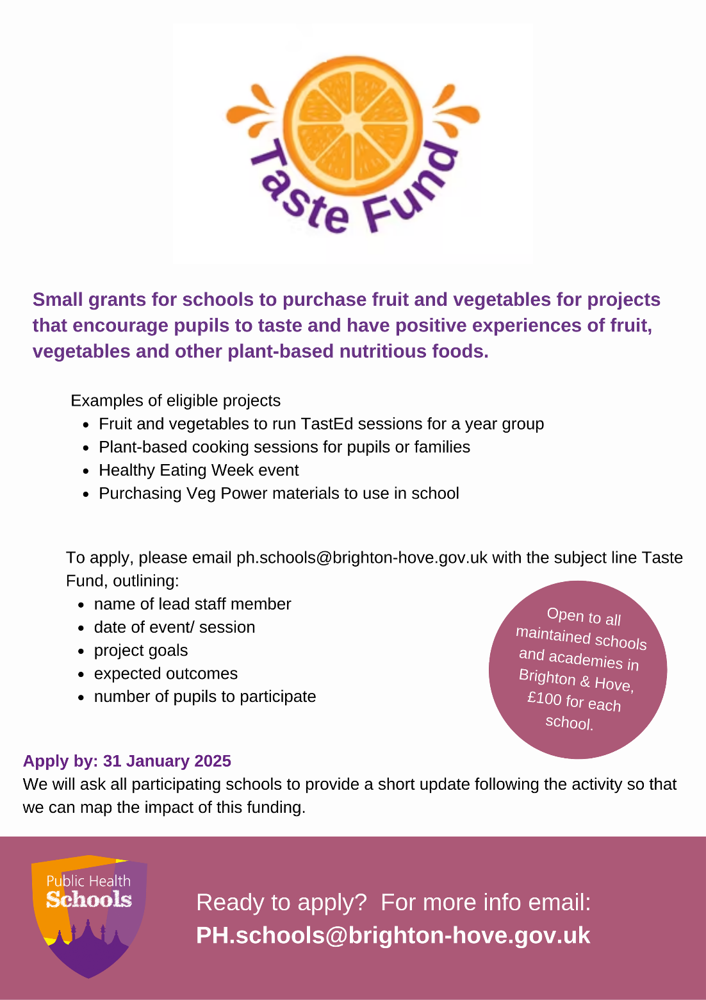 Taste Fund
Small grants for schools to purchase fruit and vegetables for projects
that encourage pupils to taste and have positive experiences of fruit,
vegetables and other plant-based nutritious foods.
Examples of eligible projects
• Fruit and vegetables to run TastEd sessions for a year group
• Plant-based cooking sessions for pupils or families
• Healthy Eating Week event
• Purchasing Veg Power materials to use in school
To apply, please email ph.schools@brighton-hove.gov.uk with the subject line Taste
Fund, outlining:
• name of lead staff member
• date of event/ session
• project goals
• expected outcomes
• number of pupils to participate
Open to all
maintained schools
and academies in
Brighton & Hove,
£100 for each
school.
Apply by: 31 January 2025
We will ask all participating schools to provide a short update following the activity so that
we can map the impact of this funding.
Public Health
Schools
Ready to apply?  For more info email:
PH.schools@brighton-hove.gov.uk